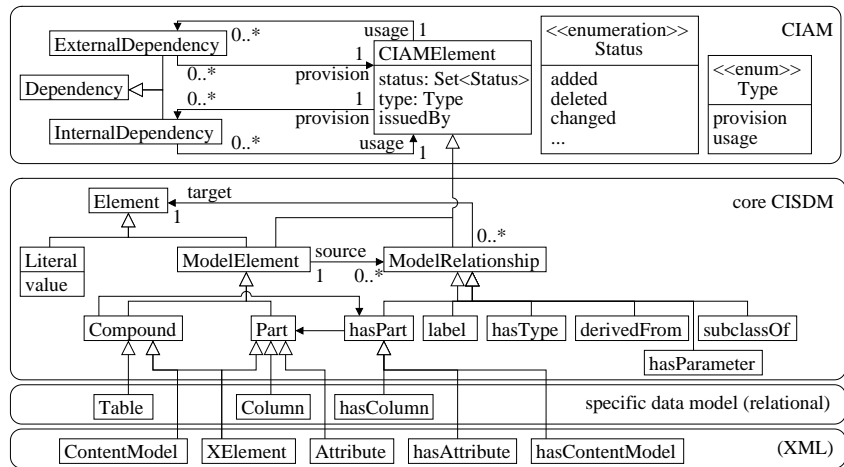 CIAM
0..*
usage
1
ExternalDependency
0..*
1
provision
CIAMElement
status: Set<Status>
type: Type
issuedBy
<<enumeration>>
Status
added
deleted
changed
...
<<enum>>
Type
provision
usage
Dependency
0..*
1
provision
InternalDependency
0..*
usage
1
core CISDM
Element
1
target
0..*
Literal
value
ModelElement
source
1
0..*
ModelRelationship
Compound
Part
hasPart
label
hasType
derivedFrom
subclassOf
hasParameter
Table
Column
hasColumn
specific data model (relational)
ContentModel
XElement
Attribute
hasAttribute
hasContentModel
(XML)